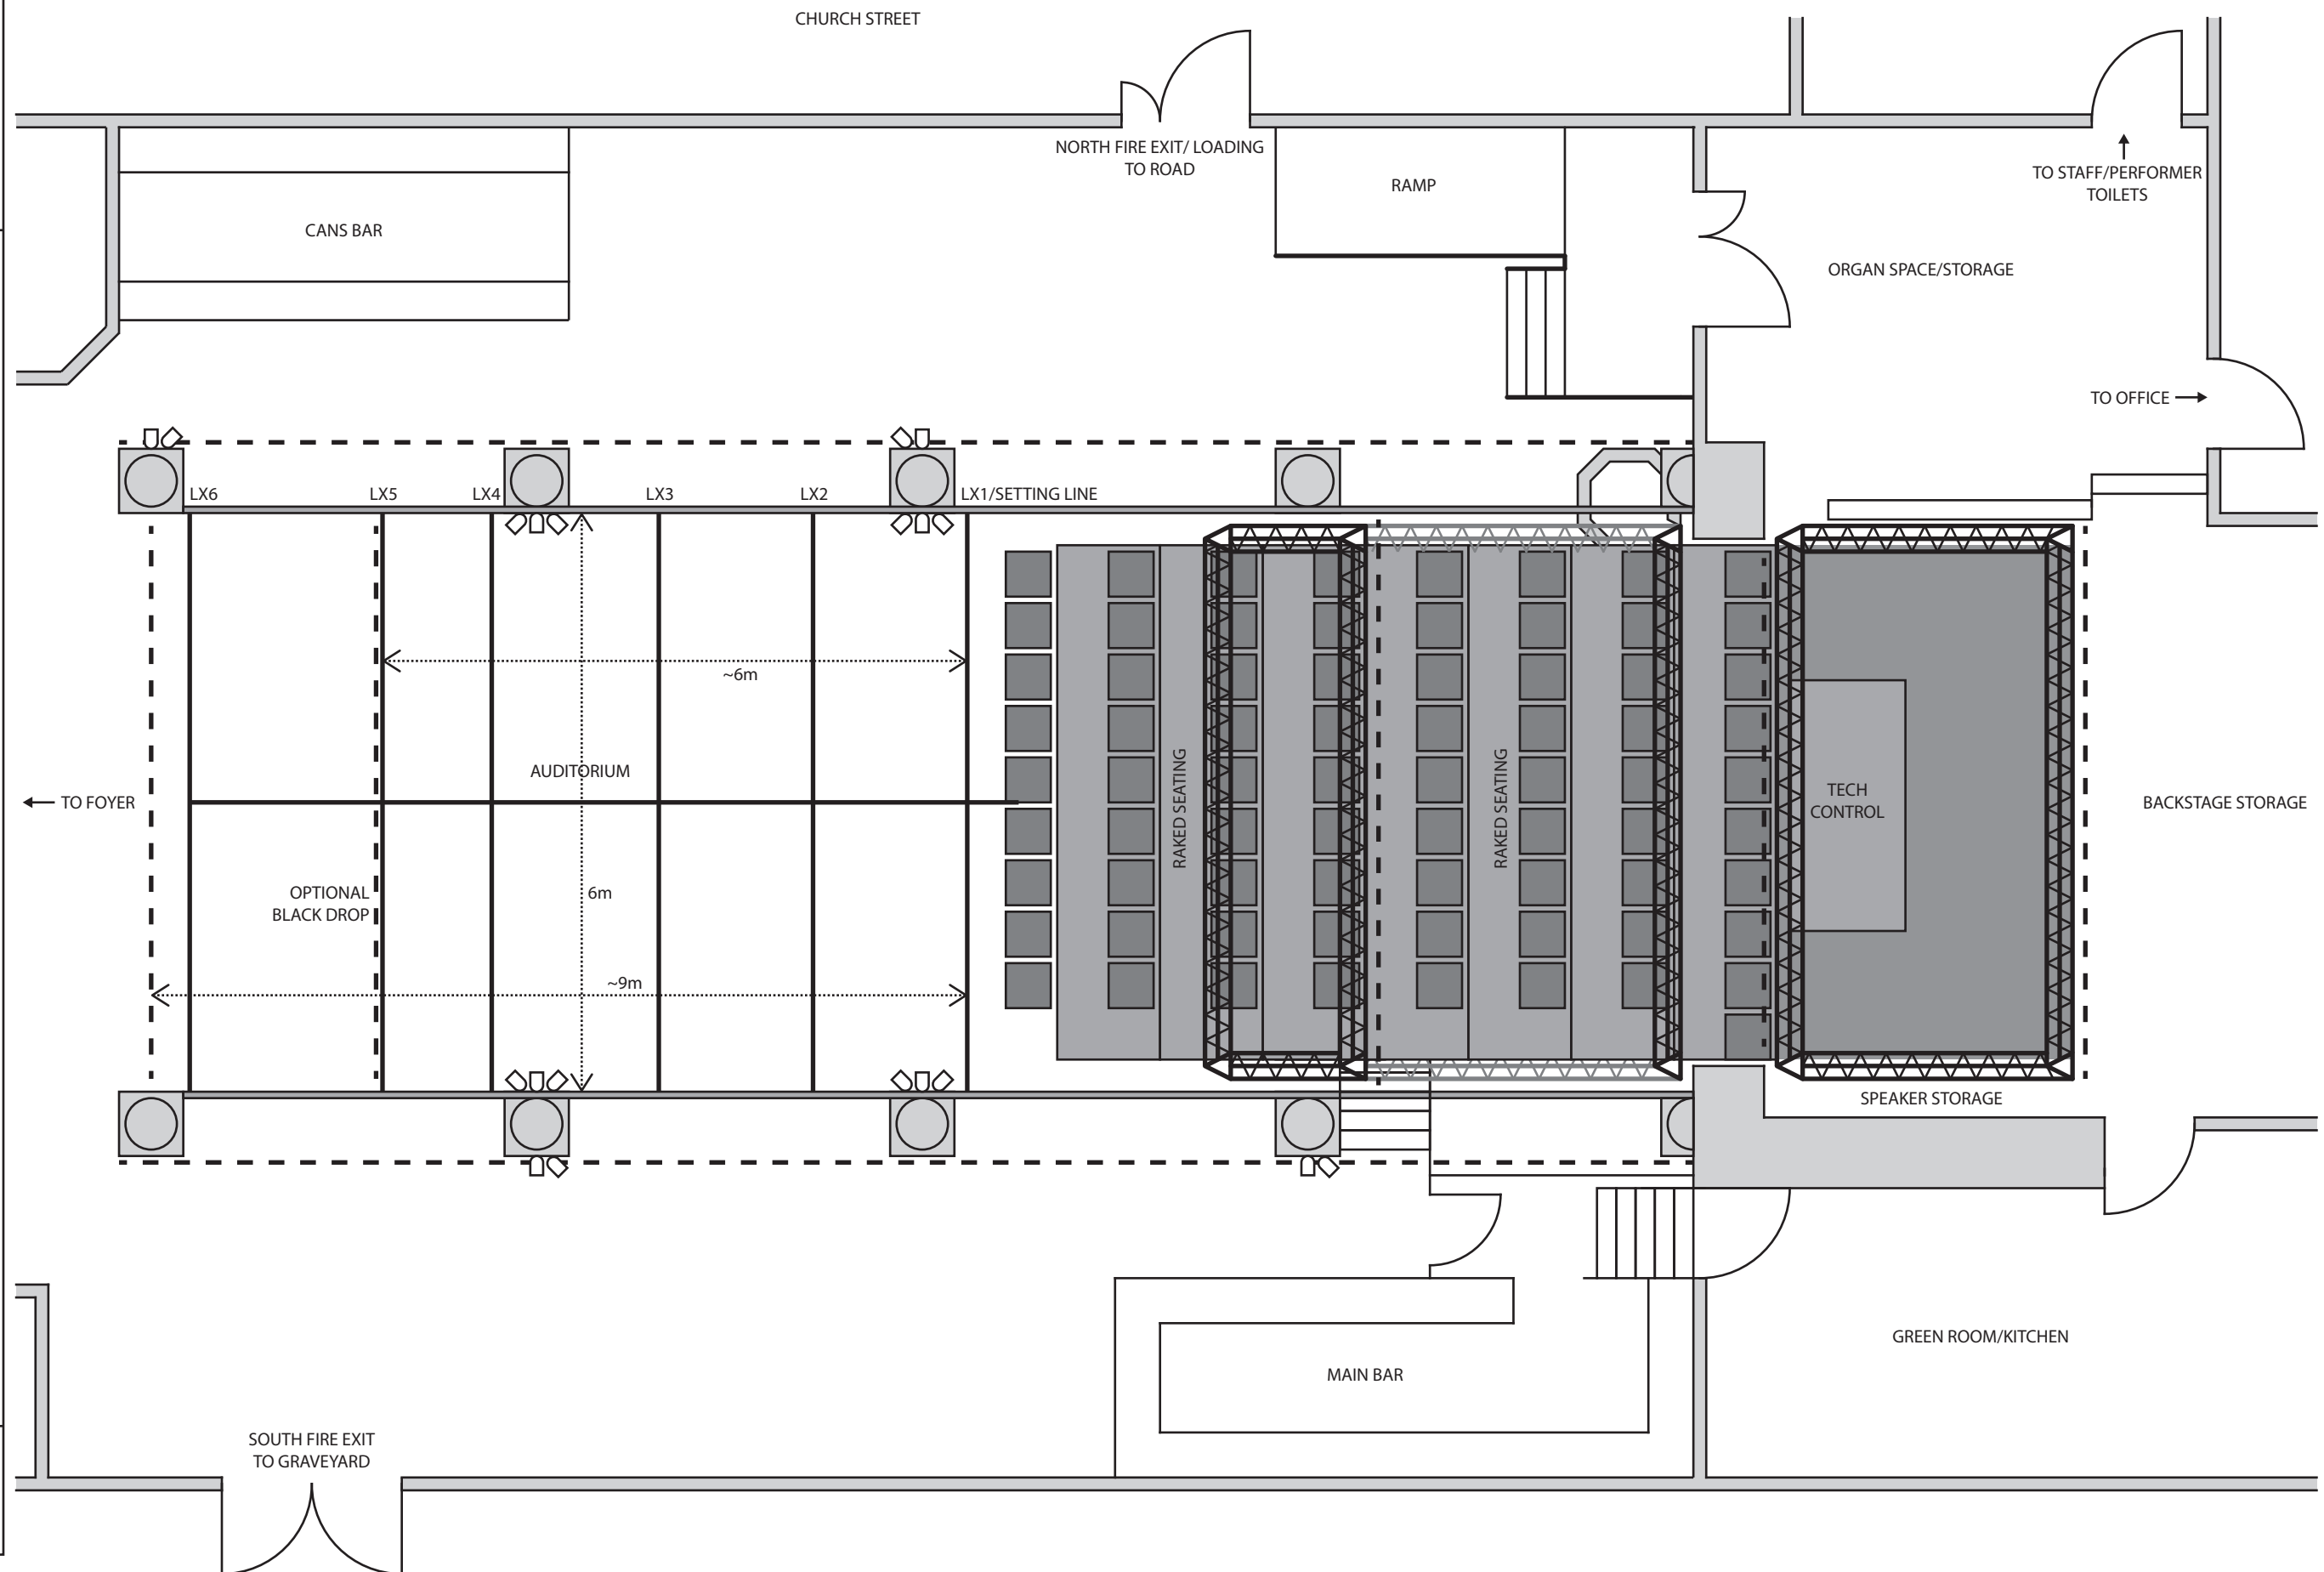 CHURCH STREET
NORTH FIRE EXIT/ LOADING
TO ROAD
RAMP
TO STAFF/PERFORMER
TOILETS
CANS BAR
ORGAN SPACE/STORAGE
TO OFFICE
LX6
LX5
LX4
LX3
LX2
LX1/SETTING LINE
~6m
AUDITORIUM
TO FOYER
RAKED SEATING
RAKED SEATING
TECH
CONTROL
BACKSTAGE STORAGE
OPTIONAL
BLACK DROP
6m
~9m
SPEAKER STORAGE
GREEN ROOM/KITCHEN
MAIN BAR
SOUTH FIRE EXIT
TO GRAVEYARD